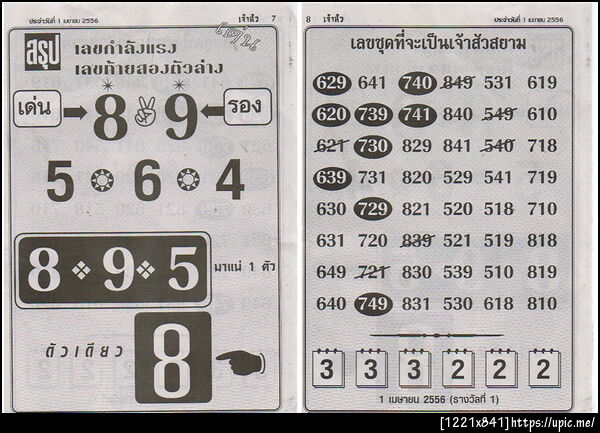 ประจำวันที่ 1 เมษายน 2556 เจ้าสัว 7
สรุป เลขกำลังแรง เด่น
เลขท้ายสองตัวล่าง
เด่น 8 9 รอง
5 6 4
8 9 5 มาแน่ 1 ตัว
ตัวเดียว 8
8 เจ้าสัว ประจำวันที่ 1 เมษายน 2556
เลขชุดที่จะเป็นเจ้าสัวสยาม
629 641 740 849 531 619
620 739 741 840 549 610
621 730 829 841 540 718
639 731 820 529 541 719
630 729 821 520 518 710
631 720 839 521 519 818
649 721 830 539 510 819
640 749 831 530 618 810
3 3 3 2 2 2
1 เมษายน 2556 (รางวัลที่ 1)
[1221x841]https://upic.me/